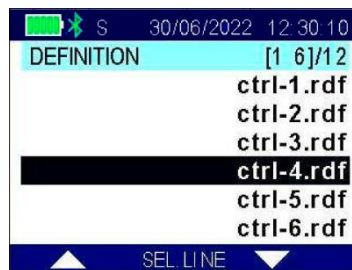 S 30/06/2022 12:30:10
DEFINITION [1 6]/12
ctrl-1.rdf
ctrl-2.rdf
ctrl-3.rdf
ctrl-4.rdf
ctrl-5.rdf
ctrl-6.rdf
SEL.LINE